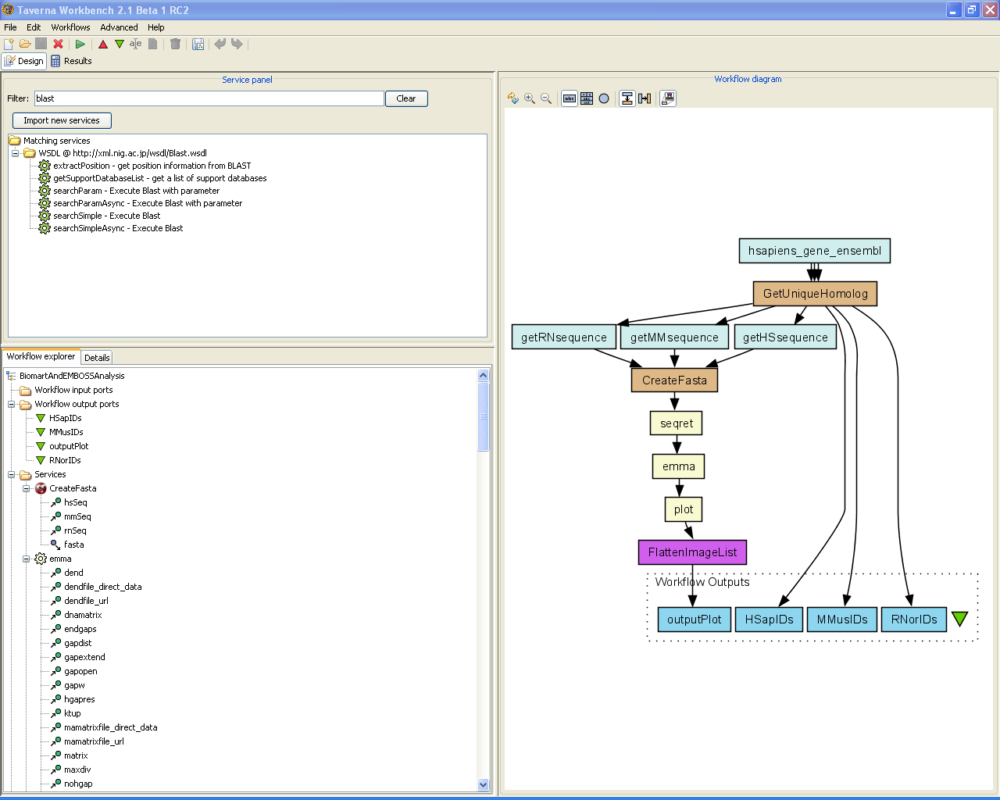 Taverna Workbench 2.1 Beta 1 RC2
File Edit Workflows Advanced Help
Design Results
Service panel
Filter: blast Clear
Import new services
Matching services
WSDL @ http://xml.nig.ac.jp/wsdl/Blast.wsdl
extractPosition - get position information from BLAST
getSupportDatabaseList - get a list of support databases
searchParam - Execute Blast with parameter
searchParamAsync - Execute Blast with parameter
searchSimple - Execute Blast
searchSimpleAsync - Execute Blast
Workflow explorer Details
BiomartAndEMBOSSAnalysis
Workflow input ports
Workflow output ports
HSapIDs
MMusIDs
outputPlot
RNorIDs
Services
CreateFasta
hsSeq
mmSeq
rnSeq
fasta
emma
dend
dendfile_direct_data
dendfile_url
dnamatrix
endgaps
gapdist
gapextend
gapopen
gapw
hgapres
ktup
mamatrixfile_direct_data
mamatrixfile_url
matrix
maxdiv
nohgap
Workflow diagram
hsapiens_gene_ensembl
GetUniqueHomolog
getRNsequence getMMsequence getHSsequence
CreateFasta
seqret
emma
plot
FlattenImageList
Workflow Outputs
outputPlot HSapIDs MMusIDs RNorIDs